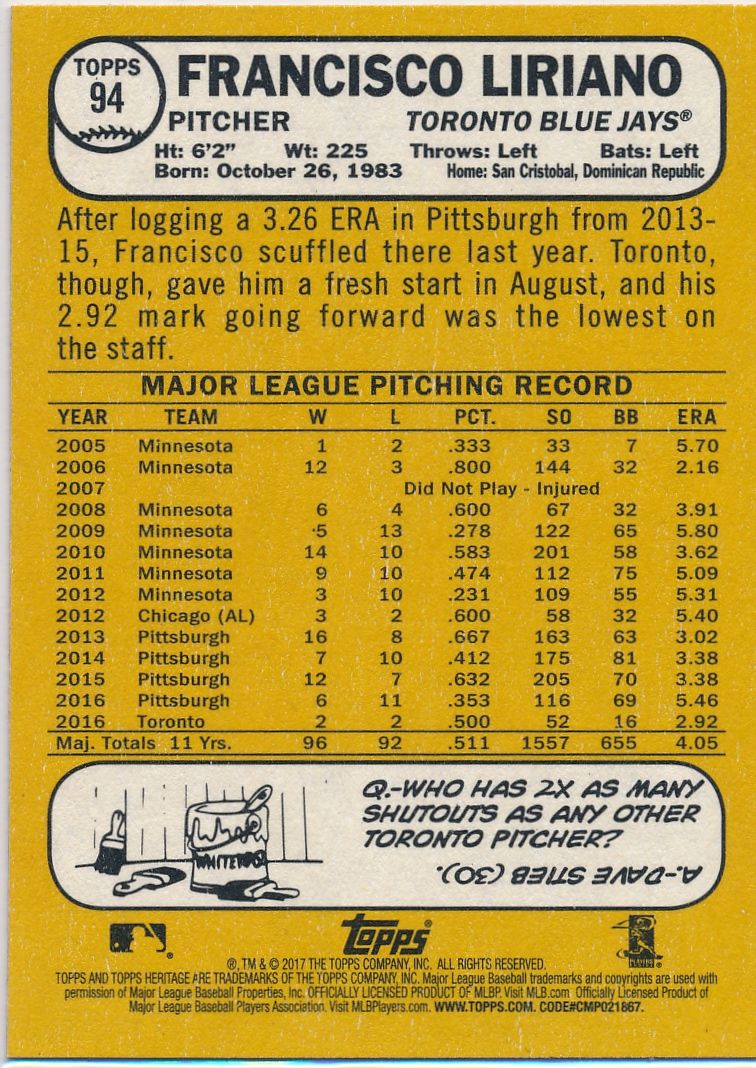 TOPPS
94
FRANCISCO LIRIANO
PITCHER TORONTO BLUE JAYS®
Ht: 6'2" Wt: 225 Throws: Left Bats: Left
Born: October 26, 1983 Home: San Cristobal, Dominican Republic
After logging a 3.26 ERA in Pittsburgh from 2013-
15, Francisco scuffled there last year. Toronto,
though, gave him a fresh start in August, and his
2.92 mark going forward was the lowest on
the staff.
MAJOR LEAGUE PITCHING RECORD
YEAR TEAM W L PCT. SO BB ERA
2005 Minnesota 1 2 .333 33 7 5.70
2006 Minnesota 12 3 .800 144 32 2.16
2007 Did Not Play - Injured
2008 Minnesota 6 4 .600 67 32 3.91
2009 Minnesota 5 13 .278 122 65 5.80
2010 Minnesota 14 10 .583 201 58 3.62
2011 Minnesota 9 10 .474 112 75 5.09
2012 Minnesota 3 10 .231 109 55 5.31
2012 Chicago (AL) 3 2 .600 58 32 5.40
2013 Pittsburgh 16 8 .667 163 63 3.02
2014 Pittsburgh 7 10 .412 175 81 3.38
2015 Pittsburgh 12 7 .632 205 70 3.38
2016 Pittsburgh 6 11 .353 116 69 5.46
2016 Toronto 2 2 .500 52 16 2.92
Maj. Totals 11 Yrs. 96 92 .511 1557 655 4.05
Q.-WHO HAS 2X AS MANY
SHUTOUTS AS ANY OTHER
TORONTO PITCHER?
A.-DAVE STIEB (30).
Topps®
®, TM & © 2017 THE TOPPS COMPANY, INC. ALL RIGHTS RESERVED.
TOPPS AND TOPPS HERITAGE ARE TRADEMARKS OF THE TOPPS COMPANY, INC. Major League Baseball trademarks and copyrights are used with
permission of Major League Baseball Properties, Inc. OFFICIALLY LICENSED PRODUCT OF MLBP. Visit MLB.com Officially Licensed Product of
Major League Baseball Players Association. Visit MLBPlayers.com. WWW.TOPPS.COM. CODE#CMP021867.